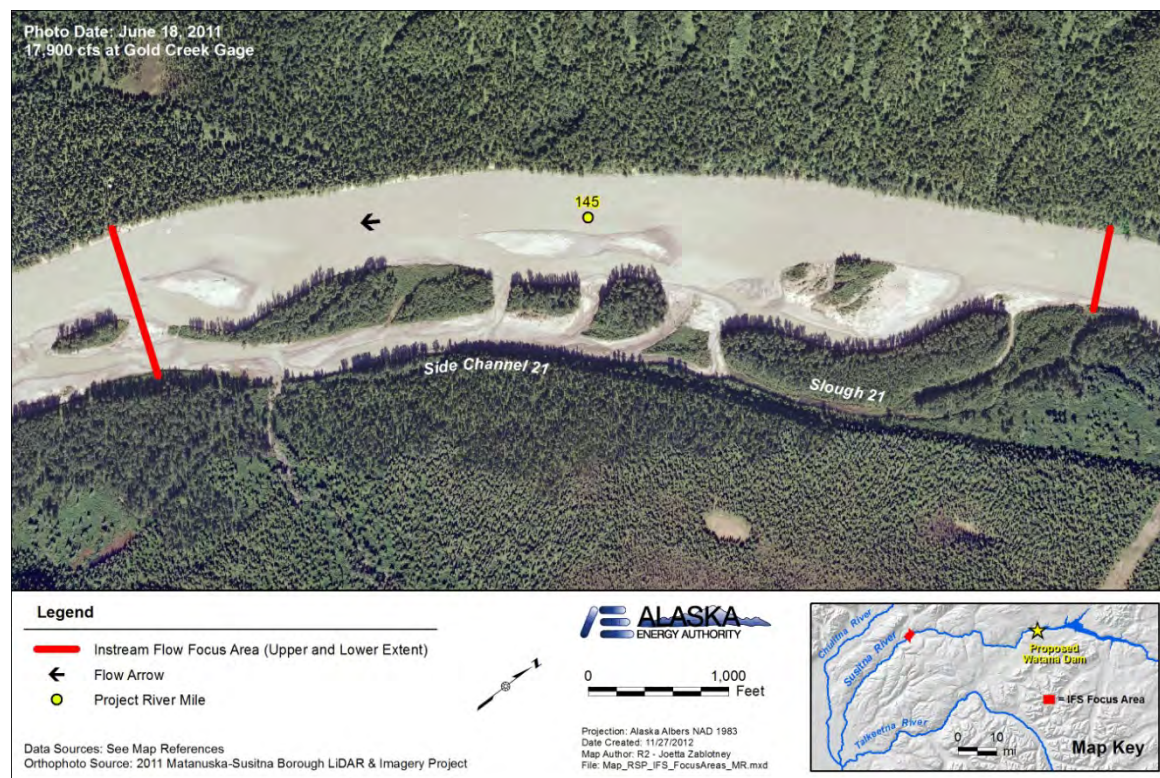 Photo Date: June 18, 2011
17,900 cfs at Gold Creek Gage
145
Side Channel 21
Slough 21
Legend
Instream Flow Focus Area (Upper and Lower Extent)
Flow Arrow
Project River Mile
Data Sources: See Map References
Orthophoto Source: 2011 Matanuska-Susitna Borough LiDAR & Imagery Project
N
ALASKA
ENERGY AUTHORITY
0 1,000
Feet
Projection: Alaska Albers NAD 1983
Date Created: 11/27/2012
Map Author: R2 - Joetta Zablotney
File: Map_RSP_IFS_FocusAreas_MR.mxd
Chulitna River
Susitna River
Talkeetna River
Proposed
Watana Dam
= IFS Focus Area
0 10
mi
Map Key